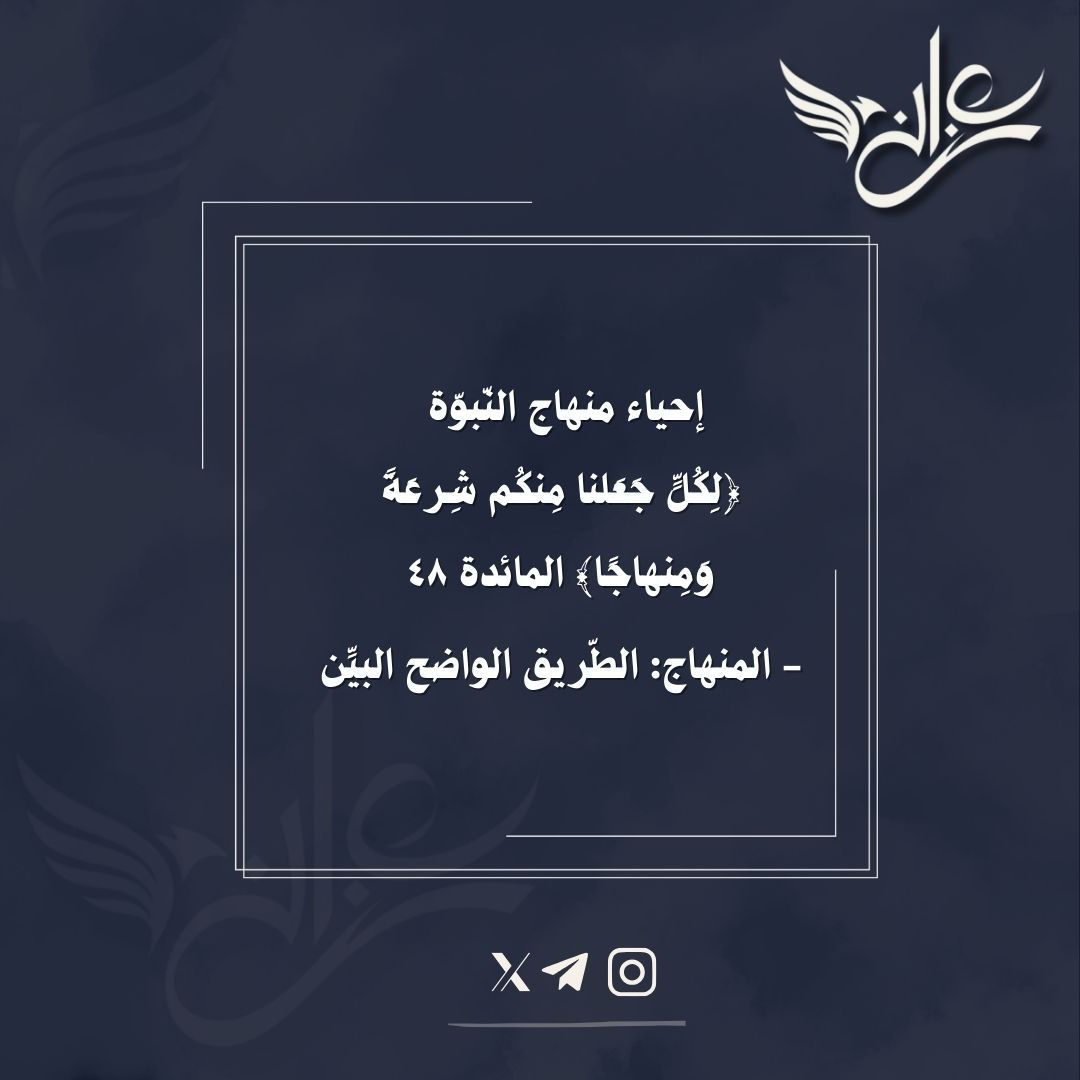 إحياء منهاج النّبوّة
﴿لِكُلٍّ جَعَلنا مِنكُم شِرعَةً
وَمِنهاجًا﴾ المائدة ٤٨
- المنهاج: الطّريق الواضح البيِّن